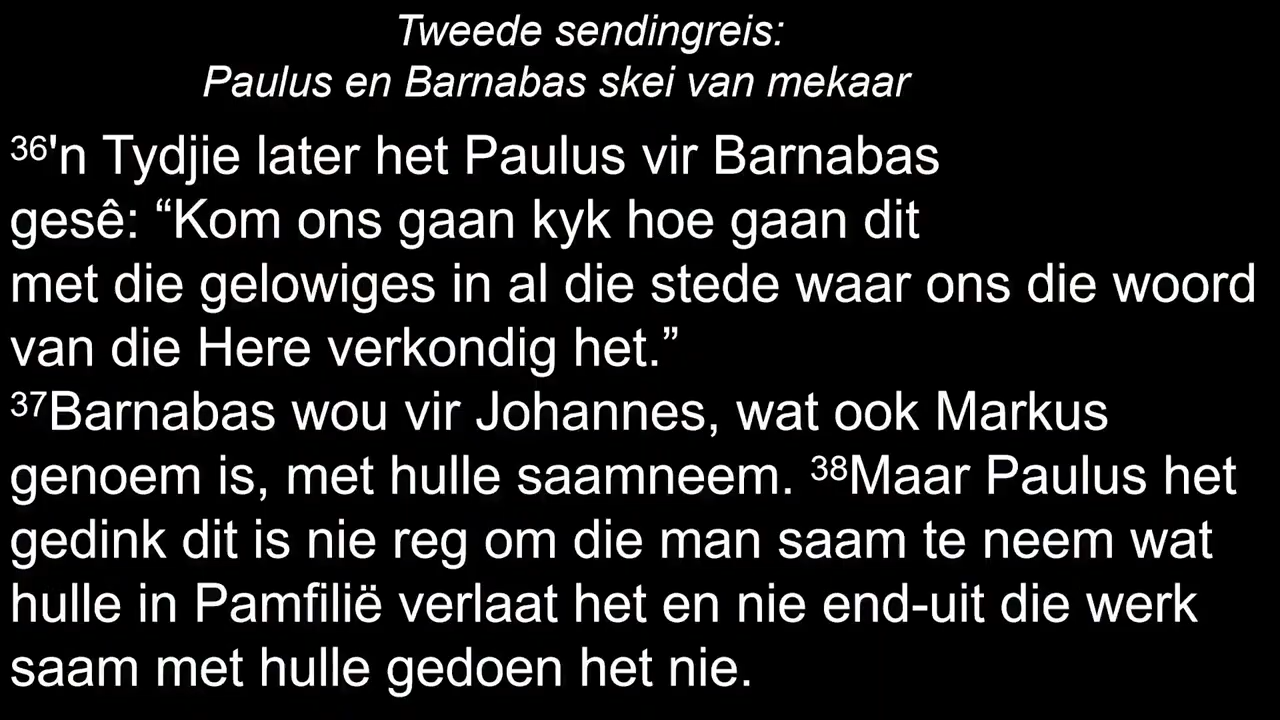 Tweede sendingreis:
Paulus en Barnabas skei van mekaar
36'n Tydjie later het Paulus vir Barnabas
gesê: “Kom ons gaan kyk hoe gaan dit
met die gelowiges in al die stede waar ons die woord
van die Here verkondig het.”
37Barnabas wou vir Johannes, wat ook Markus
genoem is, met hulle saamneem. 38Maar Paulus het
gedink dit is nie reg om die man saam te neem wat
hulle in Pamfilië verlaat het en nie end-uit die werk
saam met hulle gedoen het nie.